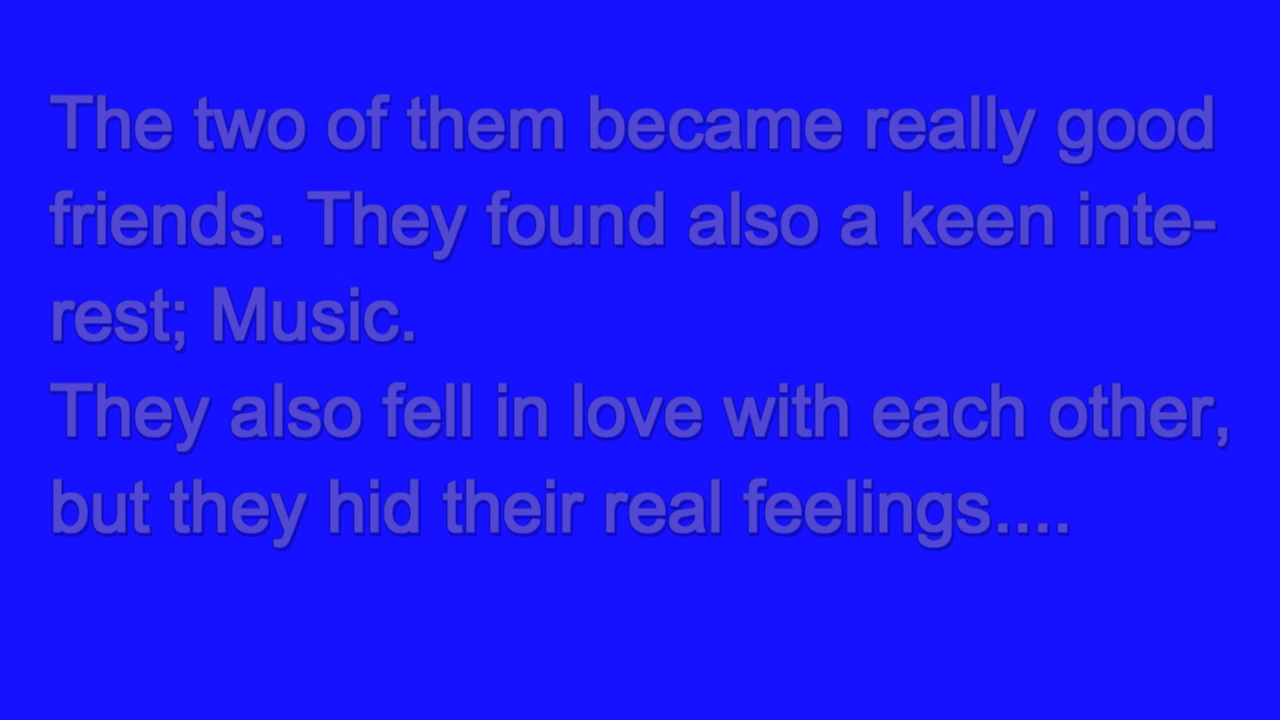 The two of them became really good
friends. They found also a keen inte-
rest; Music.
They also fell in love with each other,
but they hid their real feelings....